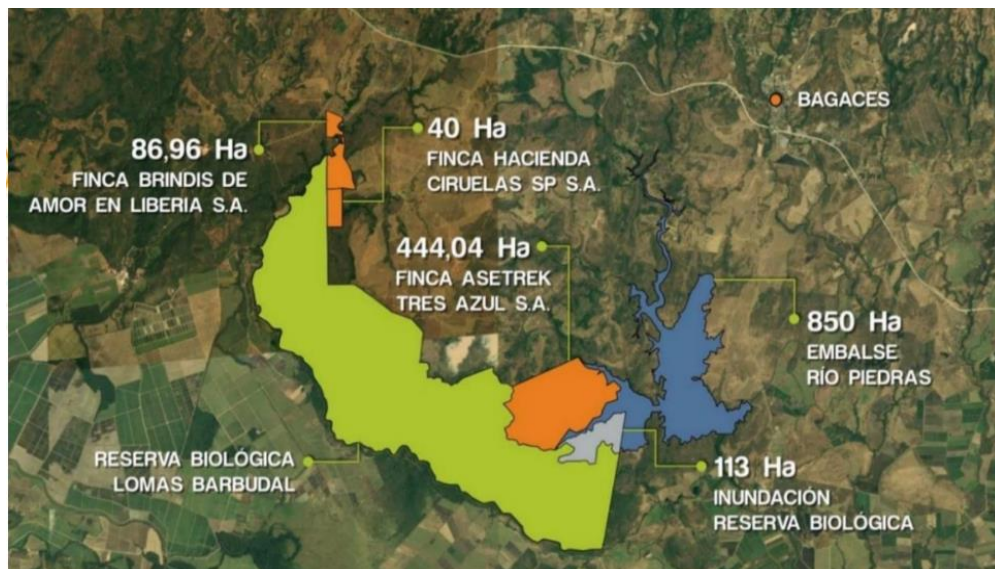 BAGACES
86,96 Ha
FINCA BRINDIS DE
AMOR EN LIBERIA S.A.
40 Ha
FINCA HACIENDA
CIRUELAS SP S.A.
444,04 Ha
FINCA ASETREK
TRES AZUL S.A.
850 Ha
EMBALSE
RÍO PIEDRAS
RESERVA BIOLÓGICA
LOMAS BARBUDAL
113 Ha
INUNDACIÓN
RESERVA BIOLÓGICA